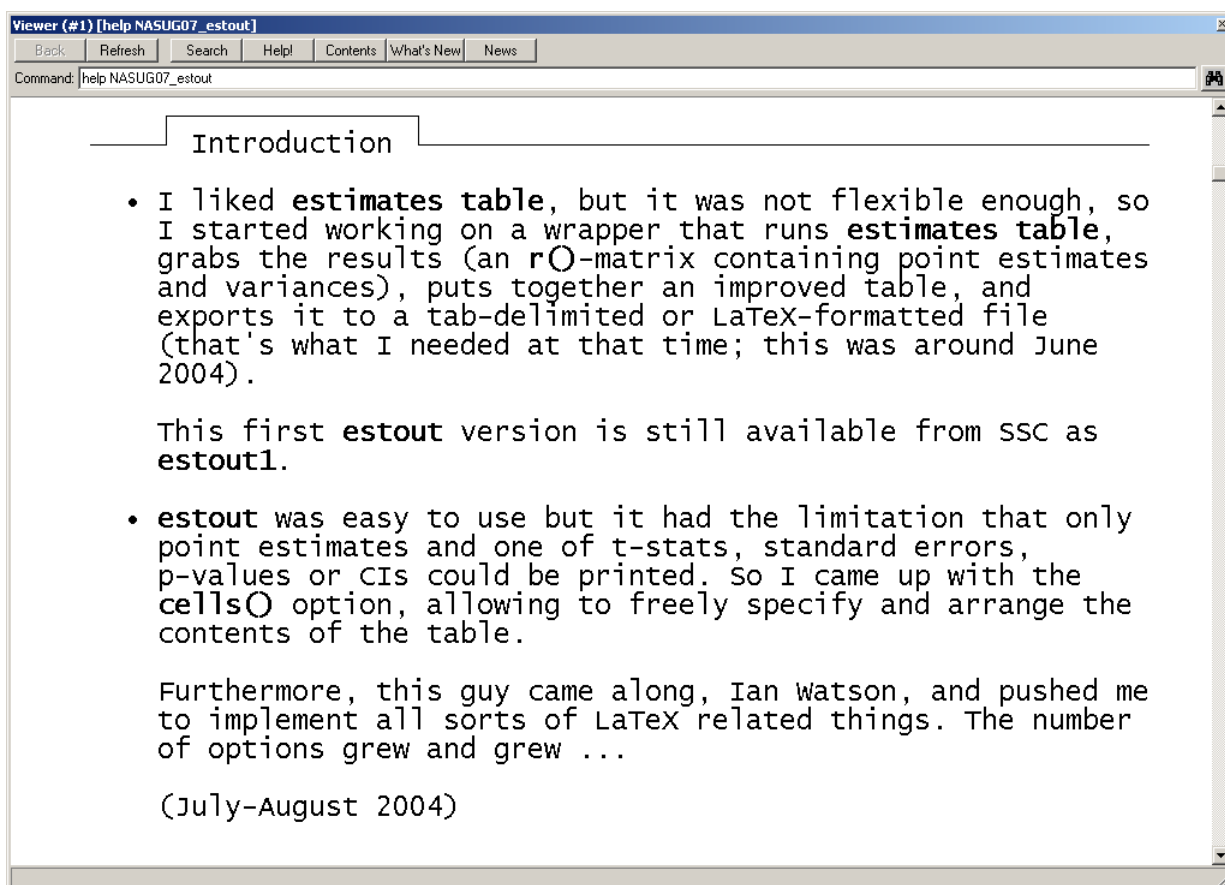 Viewer (#1) [help NASUG07_estout]
Back Refresh Search Help! Contents What's New News
Command: help NASUG07_estout
Introduction
• I liked estimates table, but it was not flexible enough, so
I started working on a wrapper that runs estimates table,
grabs the results (an r()-matrix containing point estimates
and variances), puts together an improved table, and
exports it to a tab-delimited or LaTeX-formatted file
(that's what I needed at that time; this was around June
2004).
This first estout version is still available from SSC as
estout1.
• estout was easy to use but it had the limitation that only
point estimates and one of t-stats, standard errors,
p-values or CIs could be printed. So I came up with the
cells() option, allowing to freely specify and arrange the
contents of the table.
Furthermore, this guy came along, Ian Watson, and pushed me
to implement all sorts of LaTeX related things. The number
of options grew and grew ...
(July-August 2004)